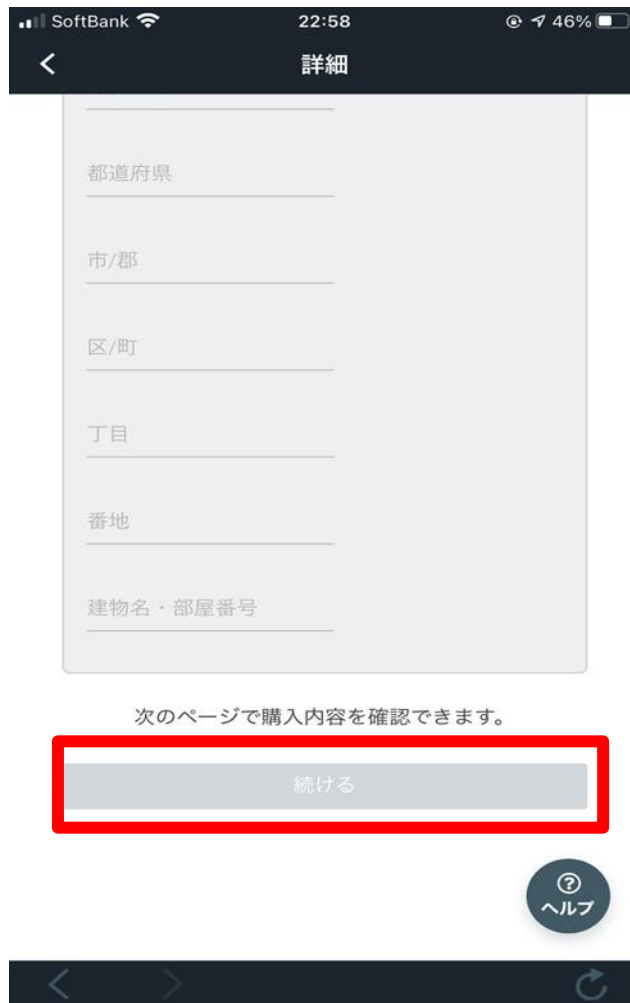 SoftBank 22:58 46%
詳細
都道府県
市/郡
区/町
丁目
番地
建物名・部屋番号
次のページで購入内容を確認できます。
続ける
?
ヘルプ